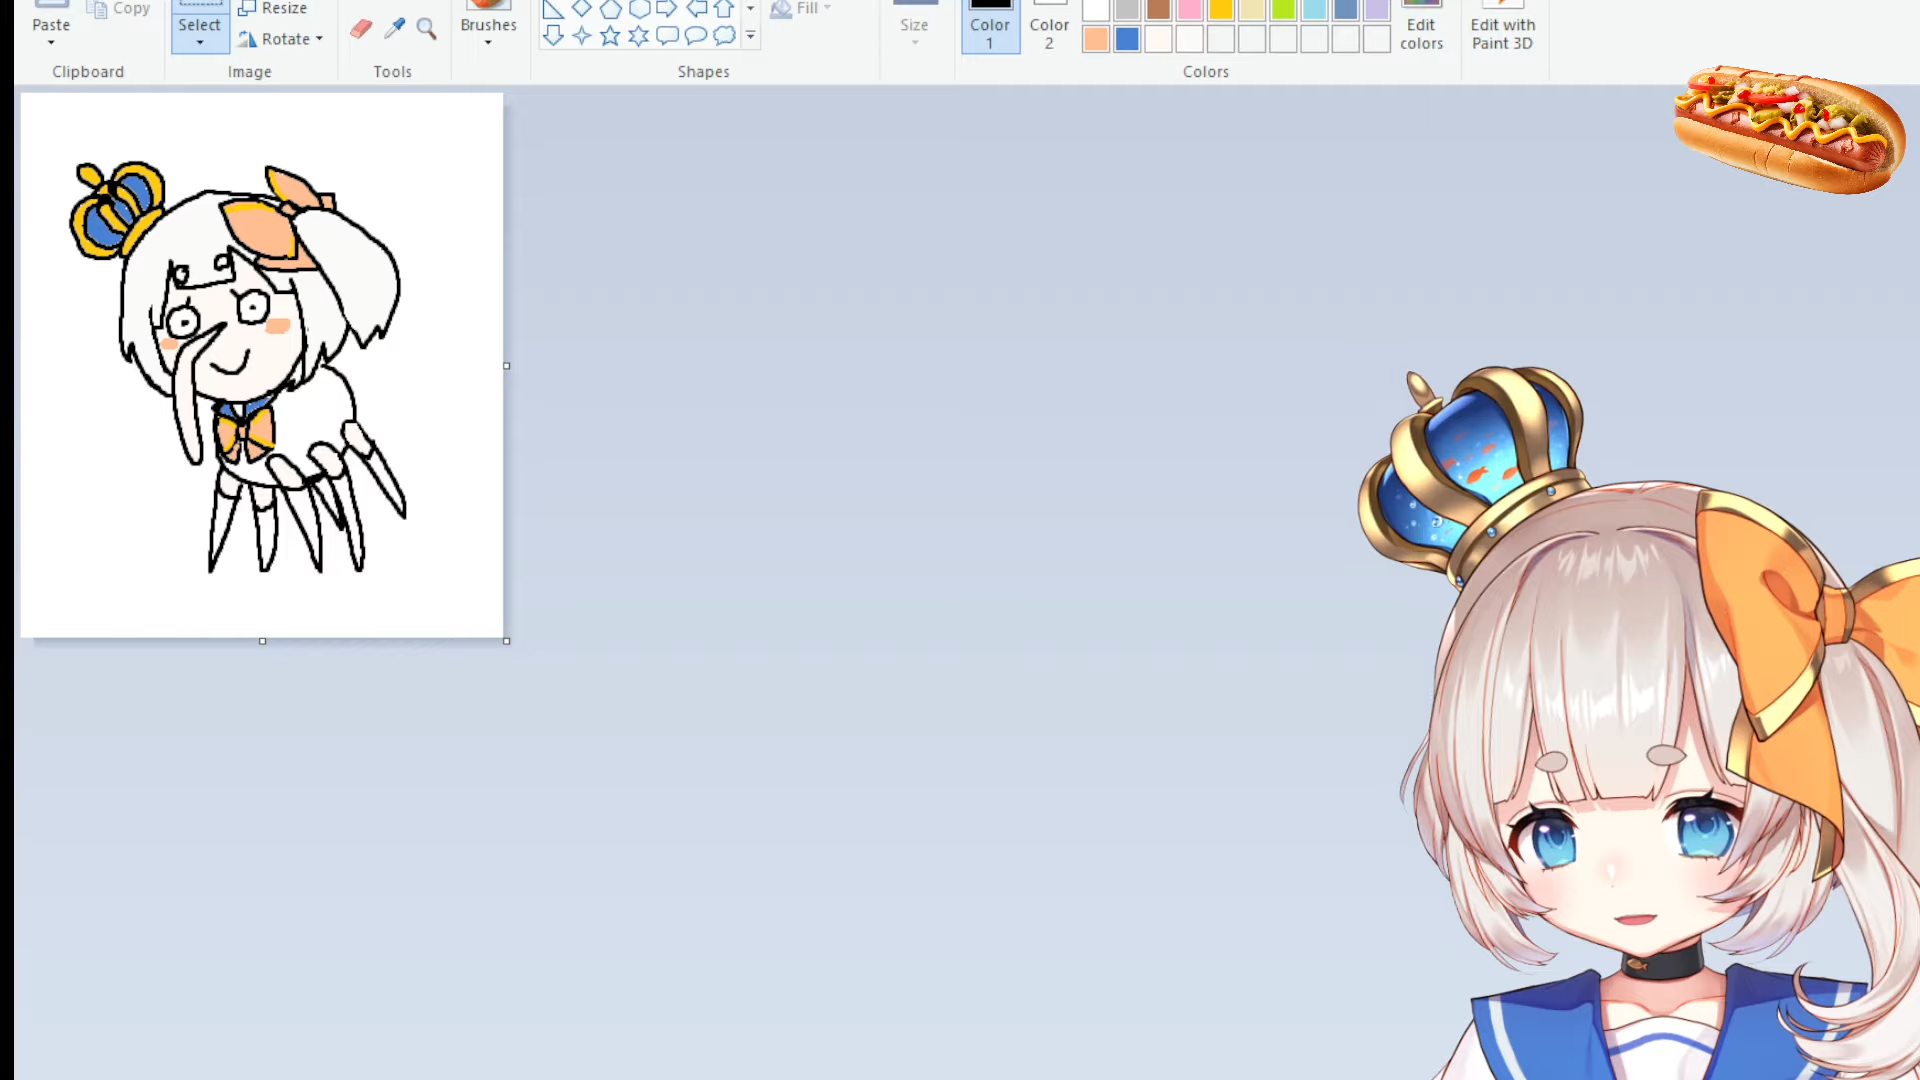 Paste
Copy
Select
Resize
Rotate
Brushes
Fill
Size
Color
1
Color
2
Edit
colors
Edit with
Paint 3D
Clipboard
Image
Tools
Shapes
Colors